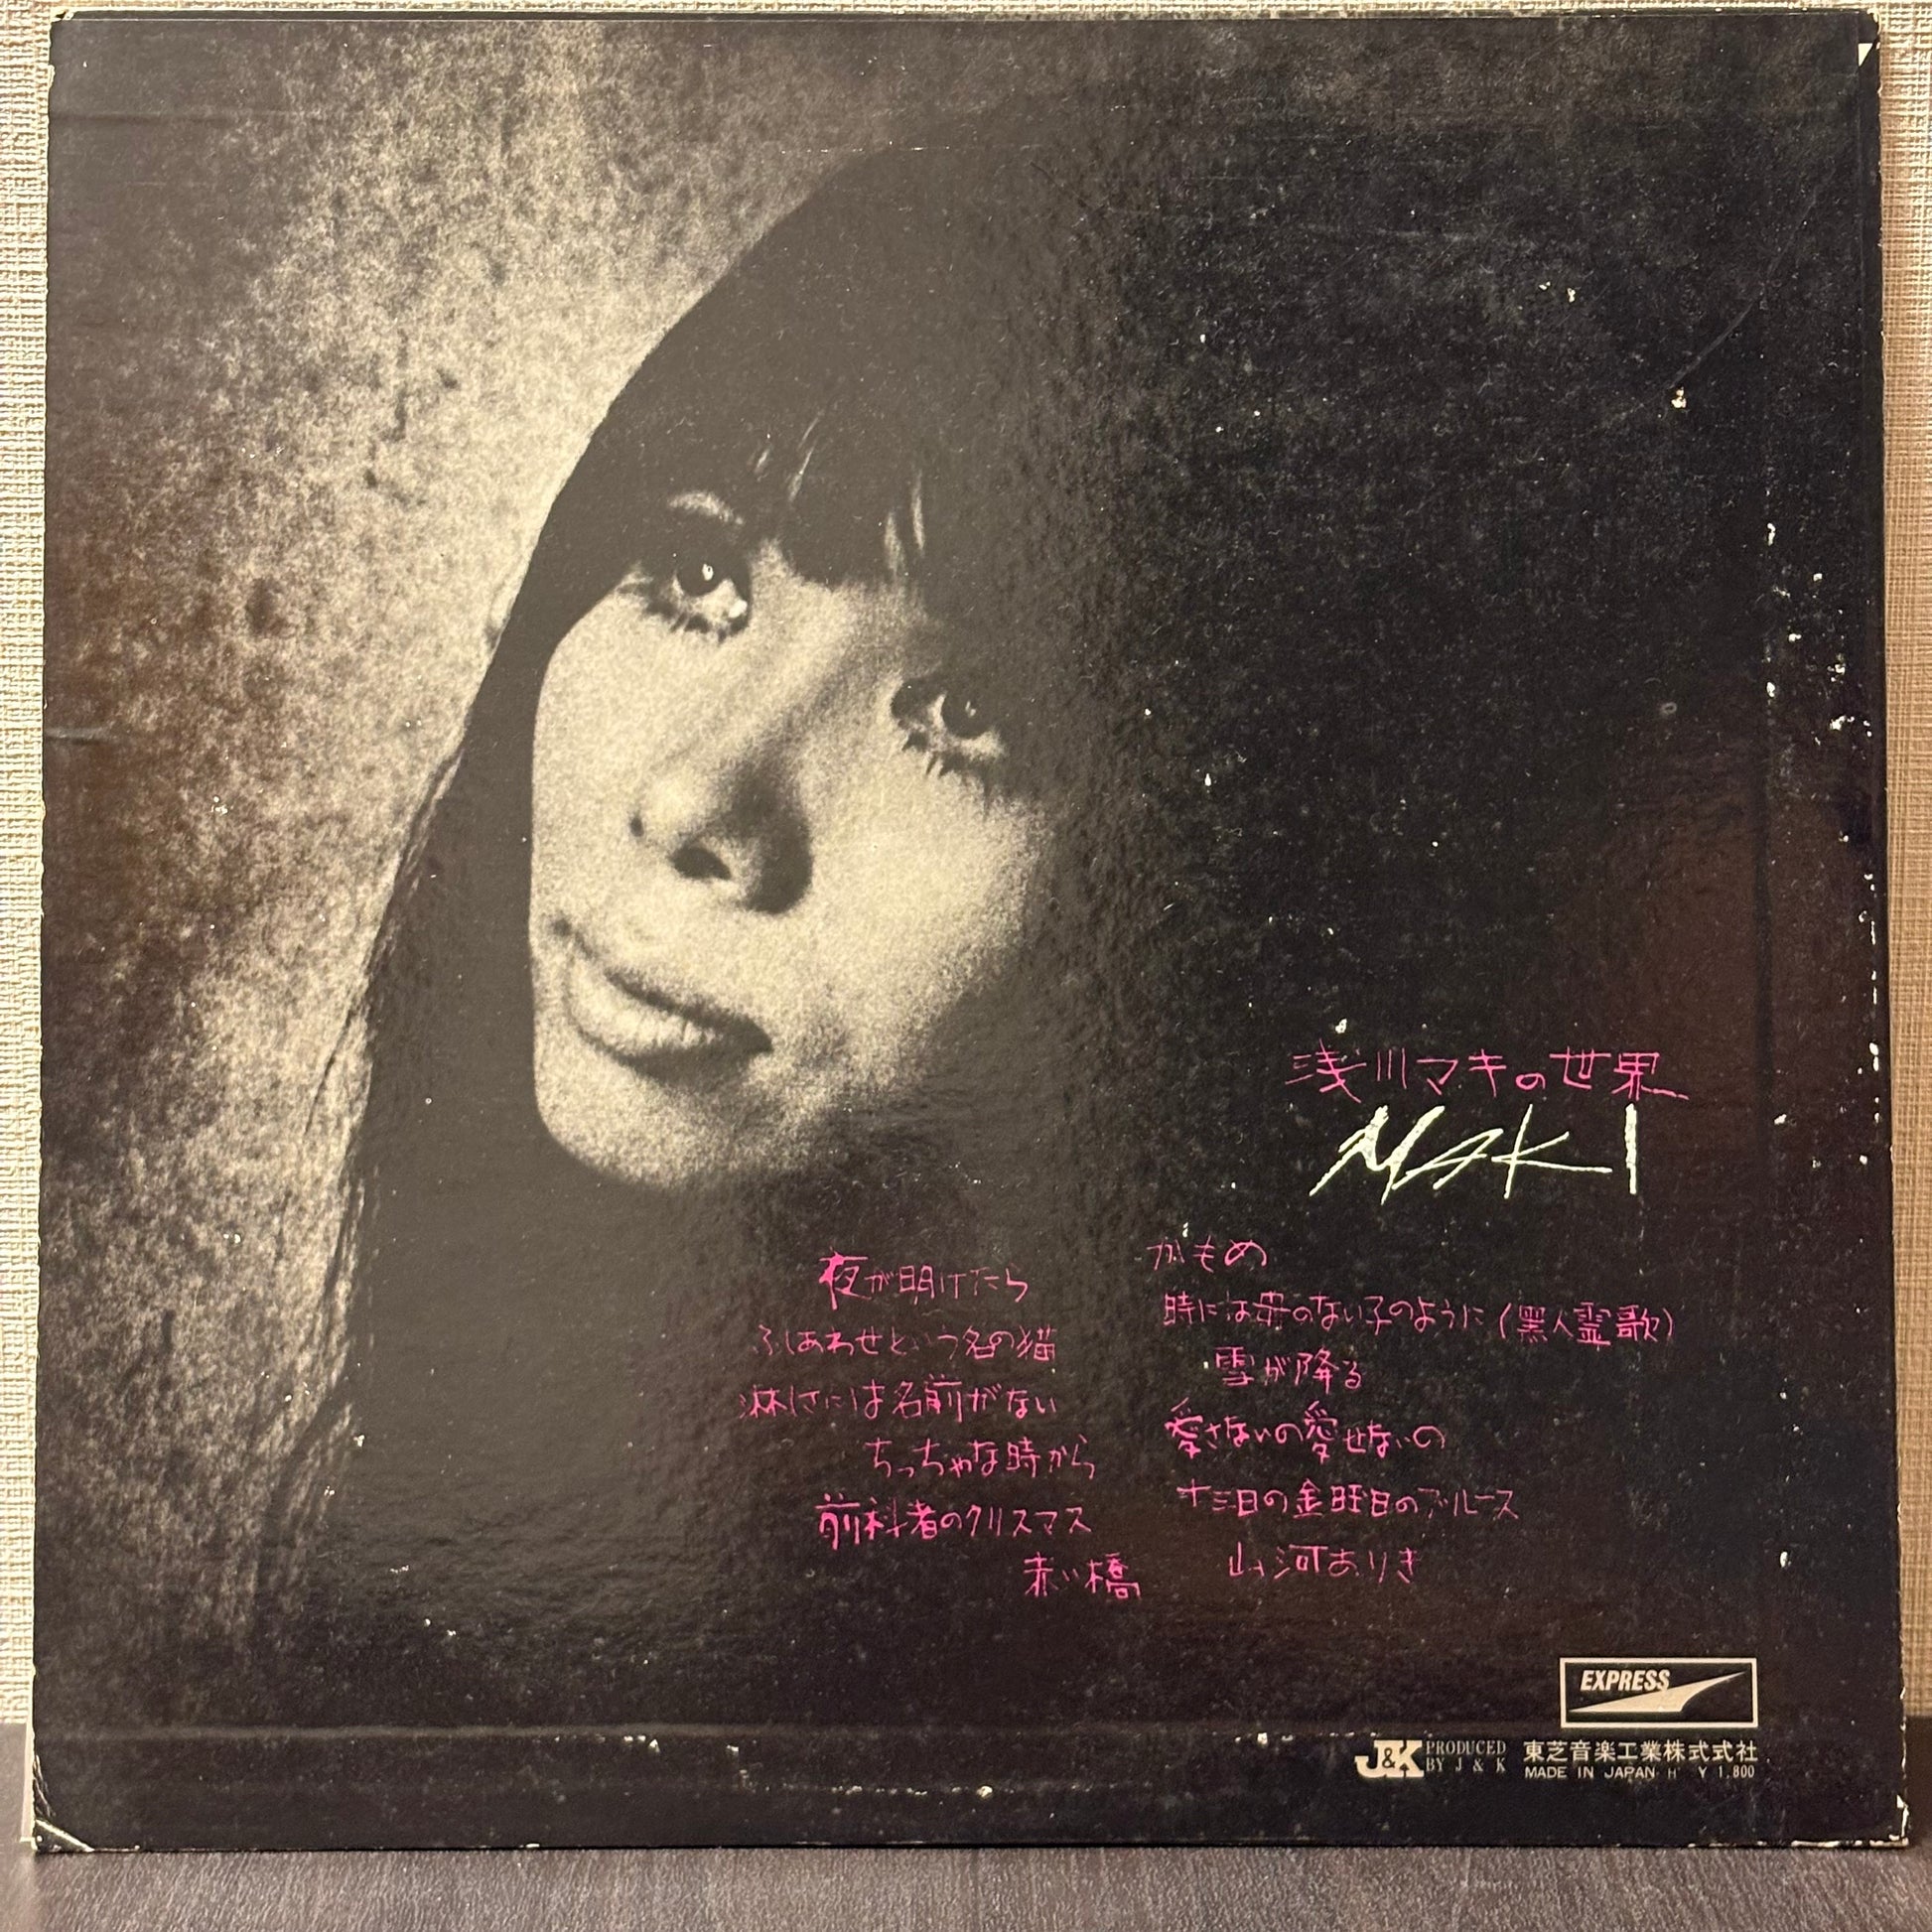 浅川マキの世界
MAKI
夜が明けたら
ふしあわせという名の猫
淋しさには名前がない
ちっちゃな時から
前科者のクリスマス
赤い橋
かもめ
時には母のない子のように(黒人霊歌)
雪が降る
愛さないの愛せないの
十三日の金曜日のブルース
山河ありき
EXPRESS
J&K PRODUCED BY J & K
東芝音楽工業株式式社
MADE IN JAPAN H ¥1,800